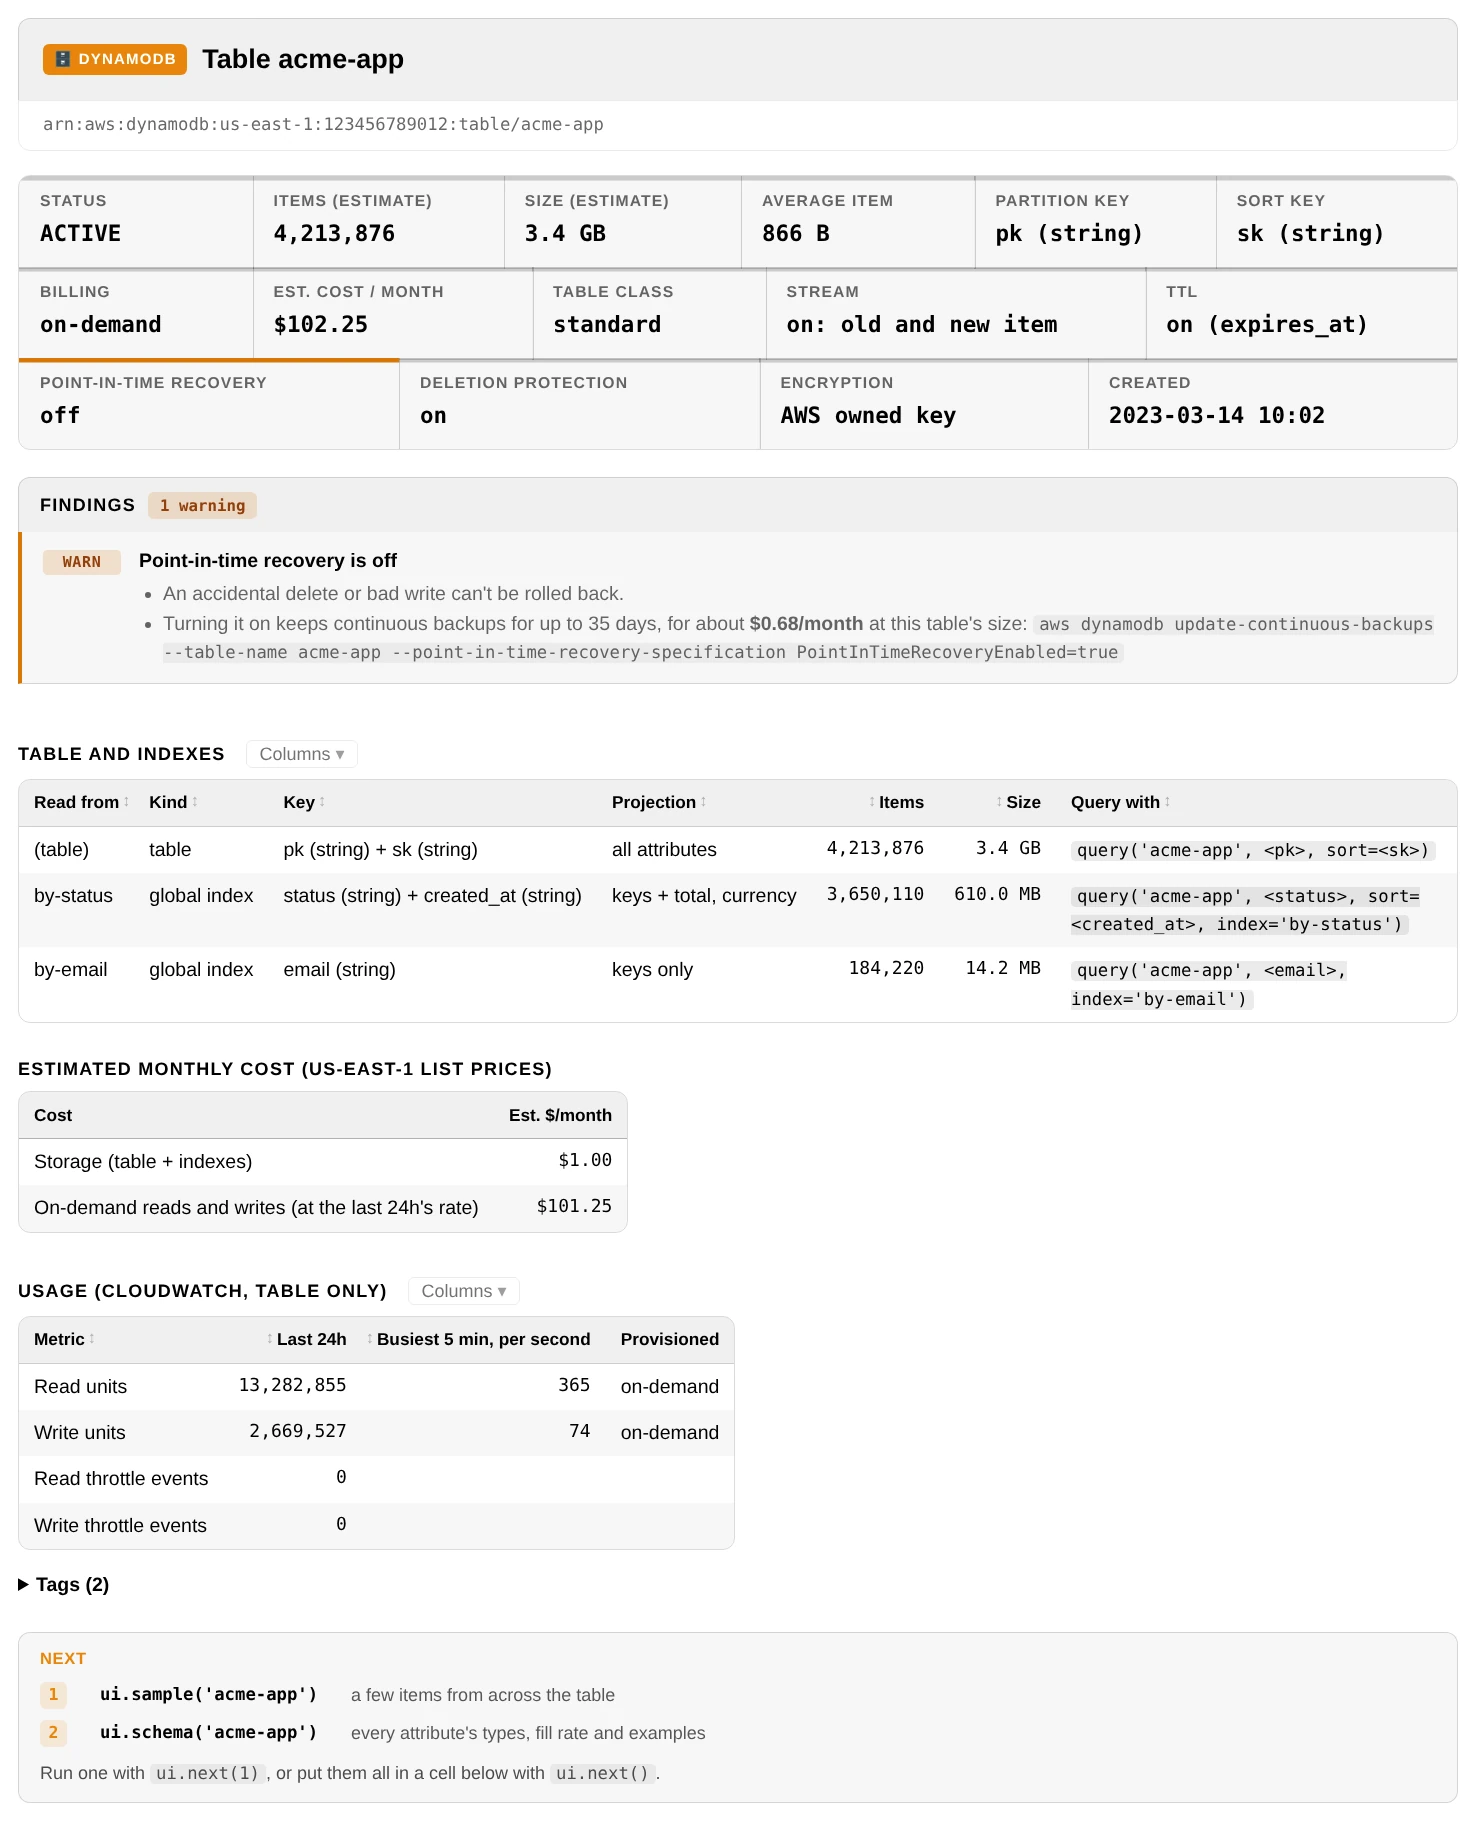 DYNAMODB Table acme-app
arn:aws:dynamodb:us-east-1:123456789012:table/acme-app
STATUS ITEMS (ESTIMATE) SIZE (ESTIMATE) AVERAGE ITEM PARTITION KEY SORT KEY
ACTIVE 4,213,876 3.4 GB 866 B pk (string) sk (string)
BILLING EST. COST / MONTH TABLE CLASS STREAM TTL
on-demand $102.25 standard on: old and new item on (expires_at)
POINT-IN-TIME RECOVERY DELETION PROTECTION ENCRYPTION CREATED
off on AWS owned key 2023-03-14 10:02
FINDINGS 1 warning
WARN Point-in-time recovery is off
• An accidental delete or bad write can't be rolled back.
• Turning it on keeps continuous backups for up to 35 days, for about $0.68/month at this table's size: aws dynamodb update-continuous-backups
--table-name acme-app --point-in-time-recovery-specification PointInTimeRecoveryEnabled=true
TABLE AND INDEXES Columns ▾
Read from ↕ Kind ↕ Key ↕ Projection ↕ ↕ Items ↕ Size Query with ↕
(table) table pk (string) + sk (string) all attributes 4,213,876 3.4 GB query('acme-app', <pk>, sort=<sk>)
by-status global index status (string) + created_at (string) keys + total, currency 3,650,110 610.0 MB query('acme-app', <status>, sort=
<created_at>, index='by-status')
by-email global index email (string) keys only 184,220 14.2 MB query('acme-app', <email>,
index='by-email')
ESTIMATED MONTHLY COST (US-EAST-1 LIST PRICES)
Cost Est. $/month
Storage (table + indexes) $1.00
On-demand reads and writes (at the last 24h's rate) $101.25
USAGE (CLOUDWATCH, TABLE ONLY) Columns ▾
Metric ↕ ↕ Last 24h ↕ Busiest 5 min, per second Provisioned
Read units 13,282,855 365 on-demand
Write units 2,669,527 74 on-demand
Read throttle events 0
Write throttle events 0
▶ Tags (2)
NEXT
1 ui.sample('acme-app') a few items from across the table
2 ui.schema('acme-app') every attribute's types, fill rate and examples
Run one with ui.next(1), or put them all in a cell below with ui.next().